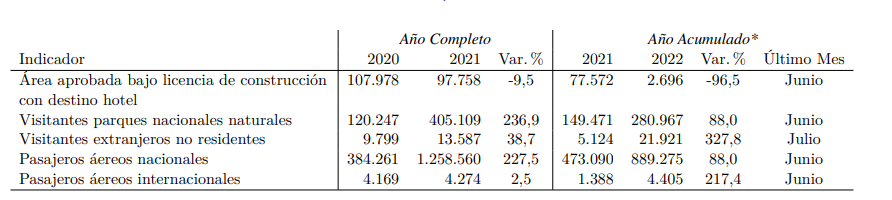 Año Completo Año Acumulado*
Indicador 2020 2021 Var. % 2021 2022 Var. % Último Mes
Área aprobada bajo licencia de construcción 107.978 97.758 -9,5 77.572 2.696 -96,5 Junio
con destino hotel
Visitantes parques nacionales naturales 120.247 405.109 236,9 149.471 280.967 88,0 Junio
Visitantes extranjeros no residentes 9.799 13.587 38,7 5.124 21.921 327,8 Julio
Pasajeros áereos nacionales 384.261 1.258.560 227,5 473.090 889.275 88,0 Junio
Pasajeros áereos internacionales 4.169 4.274 2,5 1.388 4.405 217,4 Junio